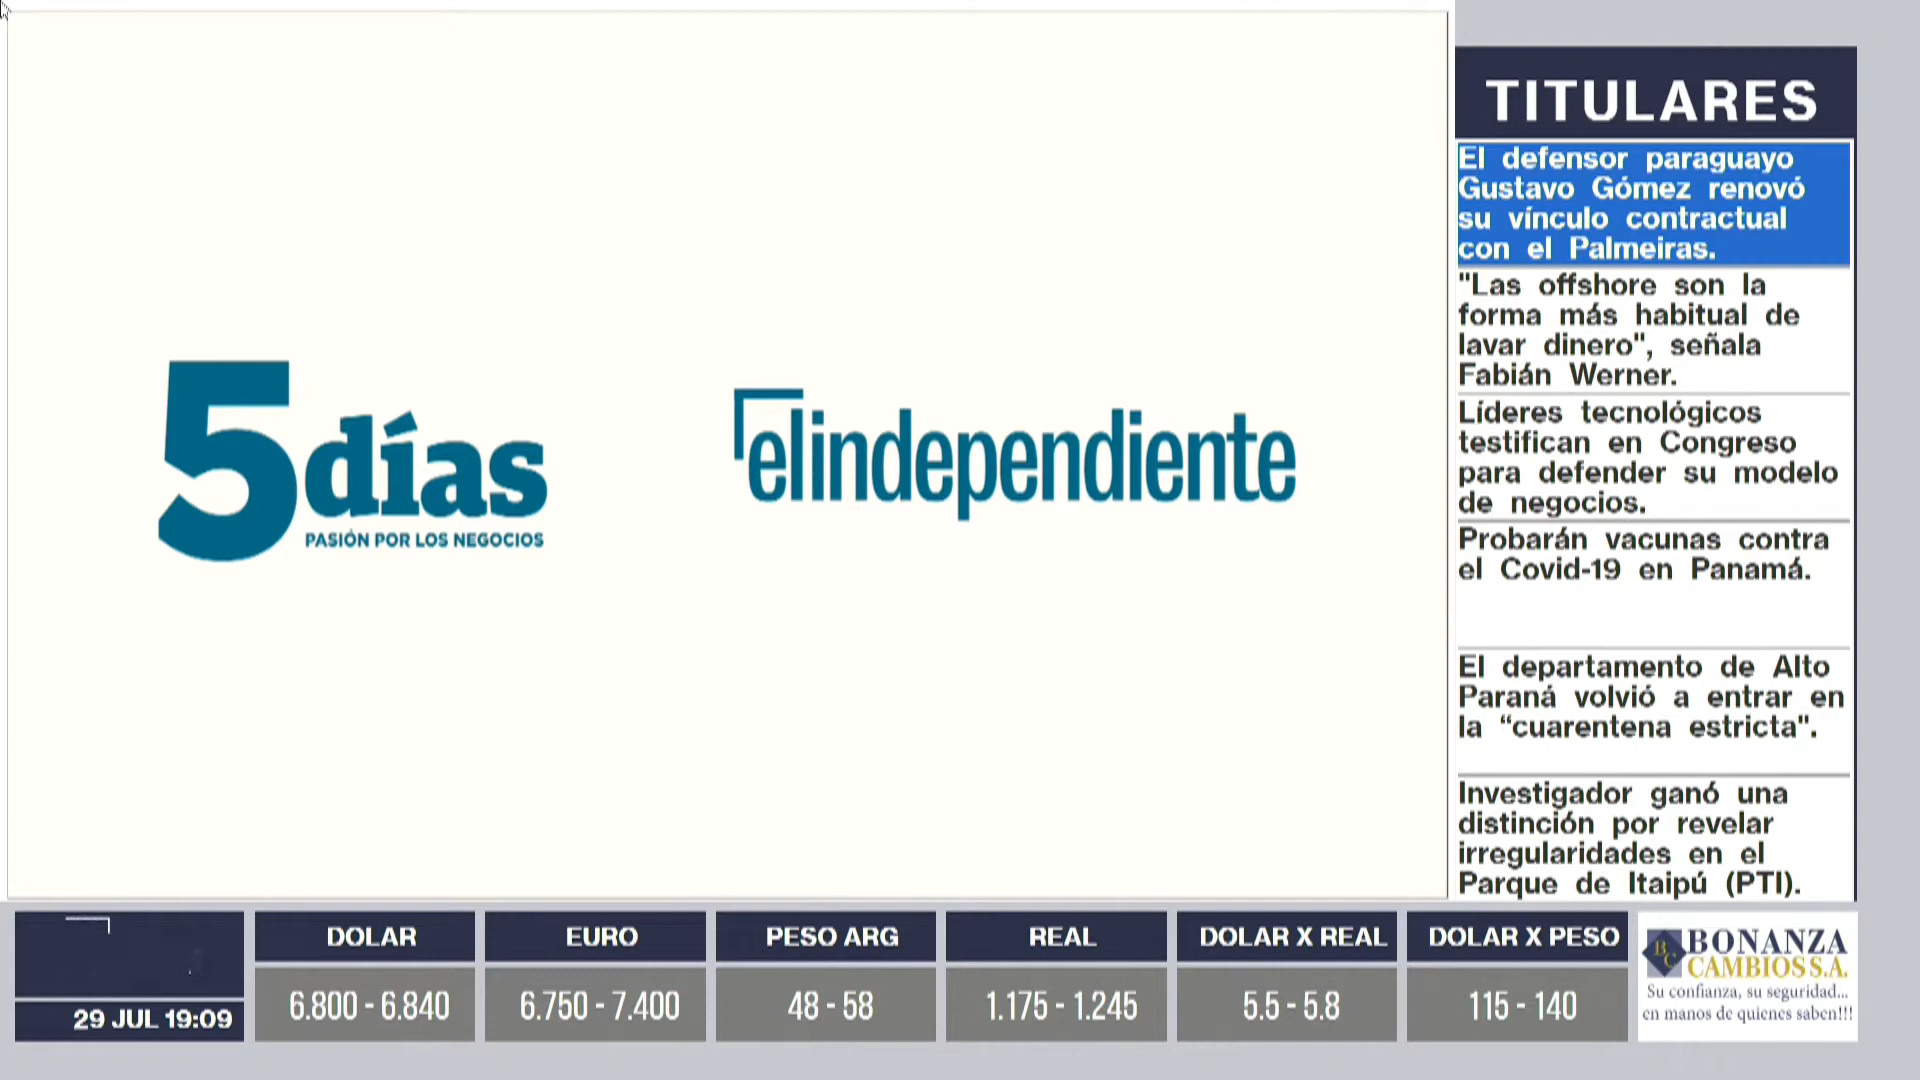 5días
PASIÓN POR LOS NEGOCIOS
elindependiente
TITULARES
El defensor paraguayo
Gustavo Gómez renovó
su vínculo contractual
con el Palmeiras.
"Las offshore son la
forma más habitual de
lavar dinero", señala
Fabián Werner.
Líderes tecnológicos
testifican en Congreso
para defender su modelo
de negocios.
Probarán vacunas contra
el Covid-19 en Panamá.
El departamento de Alto
Paraná volvió a entrar en
la “cuarentena estricta".
Investigador ganó una
distinción por revelar
irregularidades en el
Parque de Itaipú (PTI).
29 JUL 19:09
DOLAR
6.800 - 6.840
EURO
6.750 - 7.400
PESO ARG
48 - 58
REAL
1.175 - 1.245
DOLAR X REAL
5.5 - 5.8
DOLAR X PESO
115 - 140
BC BONANZA
CAMBIOS S.A.
Su confianza, su seguridad...
en manos de quienes saben!!!